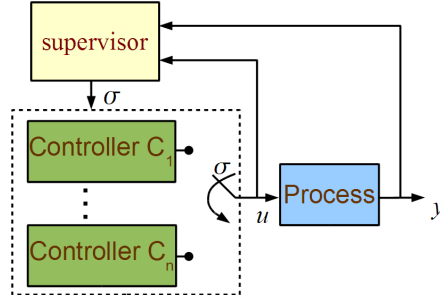 supervisor
σ
Controller C₁
σ
Process
u
y
Controller Cₙ